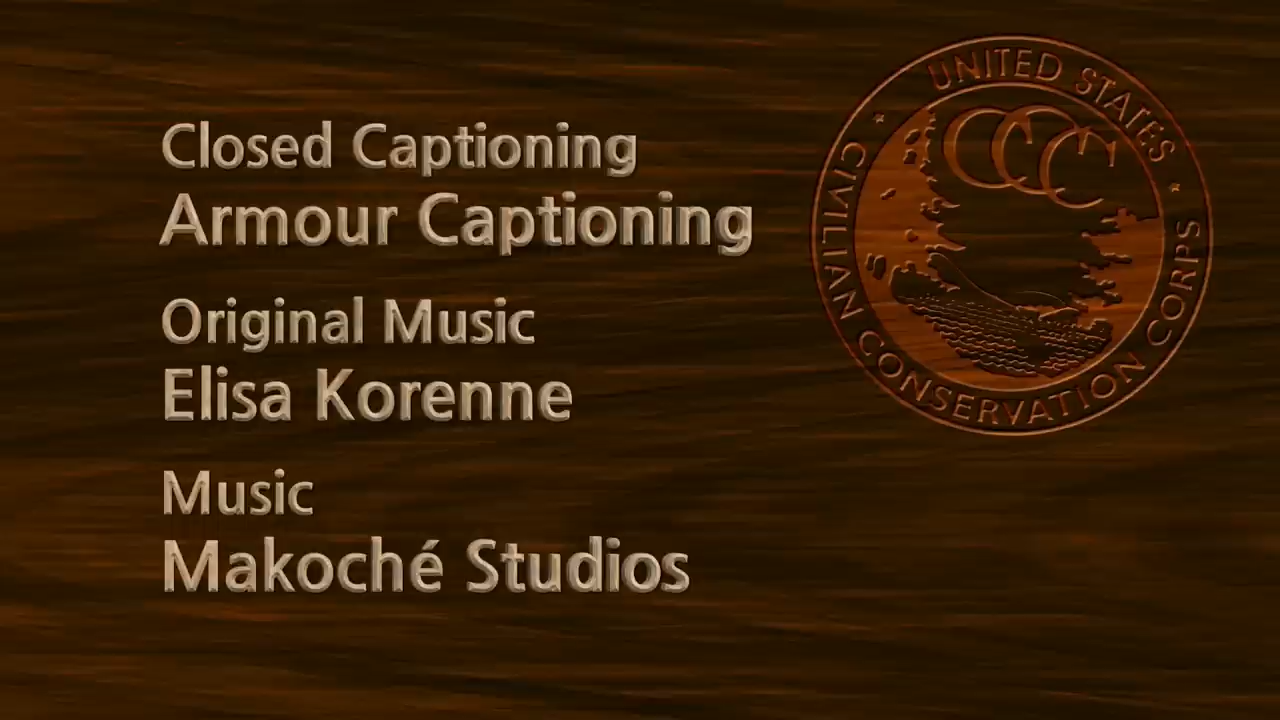 Closed Captioning
Armour Captioning
Original Music
Elisa Korenne
Music
Makoché Studios
UNITED STATES
CCC
CIVILIAN CONSERVATION CORPS